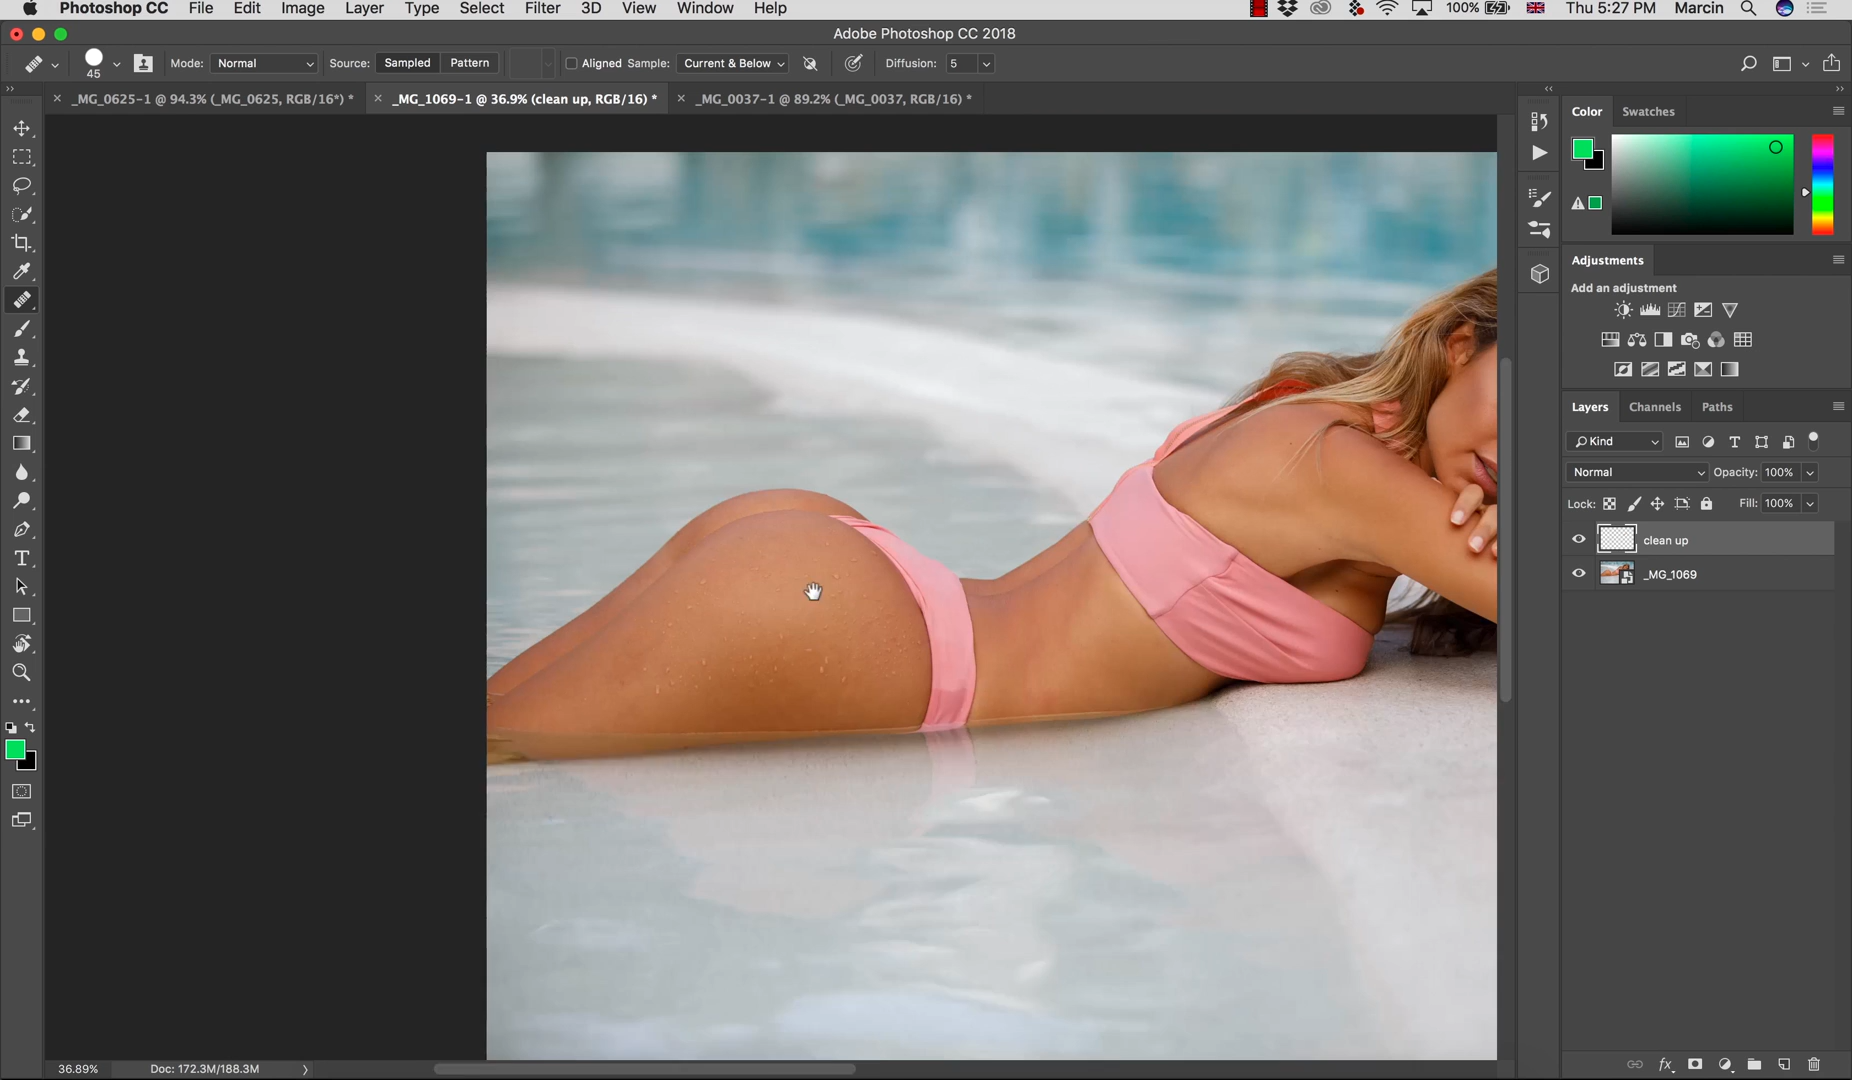 Photoshop CC File Edit Image Layer Type Select Filter 3D View Window Help 100% Thu 5:27 PM Marcin
Adobe Photoshop CC 2018
45 Mode: Normal Source: Sampled Pattern Aligned Sample: Current & Below Diffusion: 5
_MG_0625-1 @ 94.3% (_MG_0625, RGB/16*) * _MG_1069-1 @ 36.9% (clean up, RGB/16) * _MG_0037-1 @ 89.2% (_MG_0037, RGB/16) *
Color Swatches
Adjustments
Add an adjustment
Layers Channels Paths
Kind
Normal Opacity: 100%
Lock: Fill: 100%
clean up
_MG_1069
36.89% Doc: 172.3M/188.3M